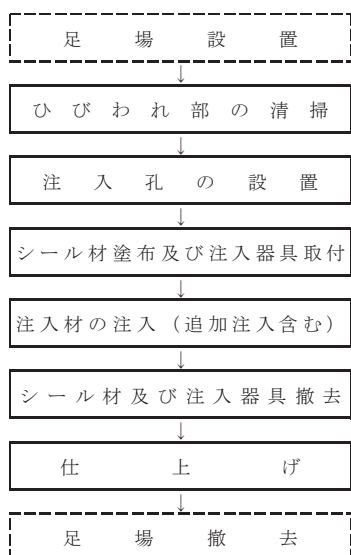 足場設置
↓
ひびわれ部の清掃
↓
注入孔の設置
↓
シール材塗布及び注入器具取付
↓
注入材の注入（追加注入含む）
↓
シール材及び注入器具撤去
↓
仕上げ
↓
足場撤去